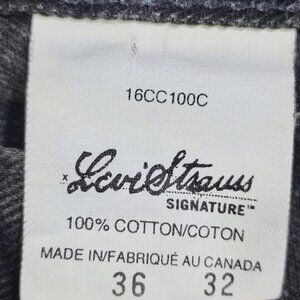 16CC100C
x Levi Strauss
SIGNATURE™
100% COTTON/COTON
MADE IN/FABRIQUÉ AU CANADA
36 32